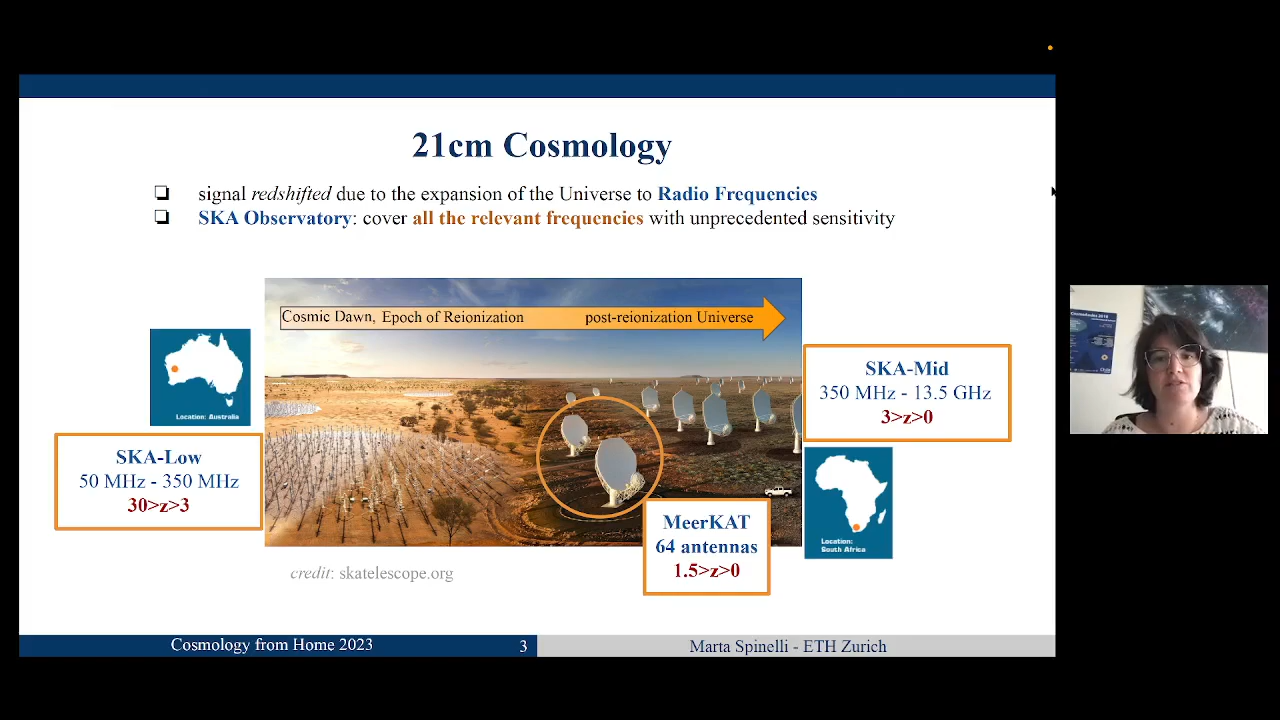 21cm Cosmology
❏ signal redshifted due to the expansion of the Universe to Radio Frequencies
❏ SKA Observatory: cover all the relevant frequencies with unprecedented sensitivity
Cosmic Dawn, Epoch of Reionization
post-reionization Universe
Location: Australia
SKA-Low
50 MHz - 350 MHz
30>z>3
SKA-Mid
350 MHz - 13.5 GHz
3>z>0
MeerKAT
64 antennas
1.5>z>0
Location:
South Africa
credit: skatelescope.org
Cosmology from Home 2023
3
Marta Spinelli - ETH Zurich